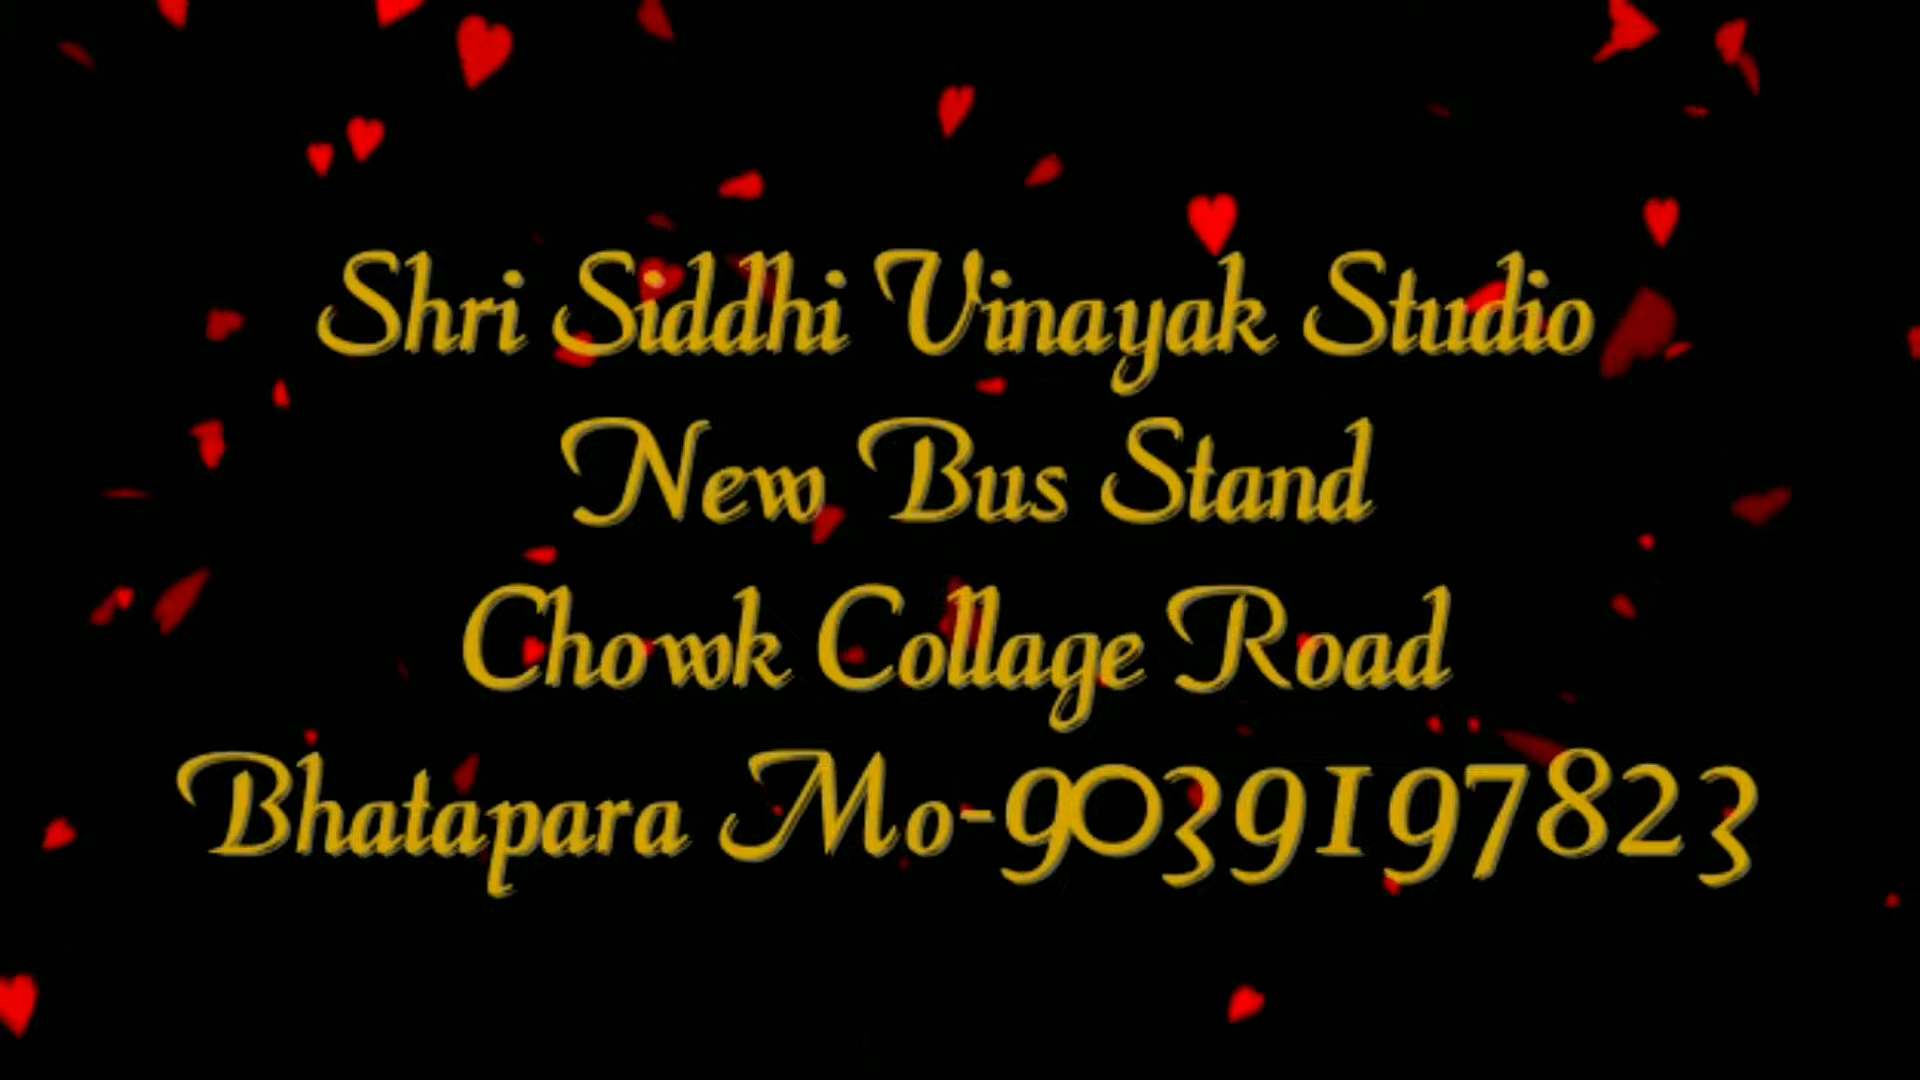 Shri Siddhi Vinayak Studio
New Bus Stand
Chowk Collage Road
Bhatapara Mo-9039197823